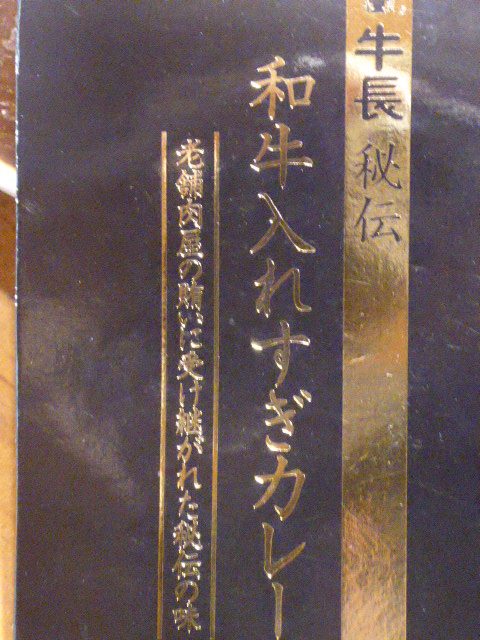 牛長 秘伝
和牛入れすぎカレー
老舗肉屋の賄いに受け継がれた秘伝の味